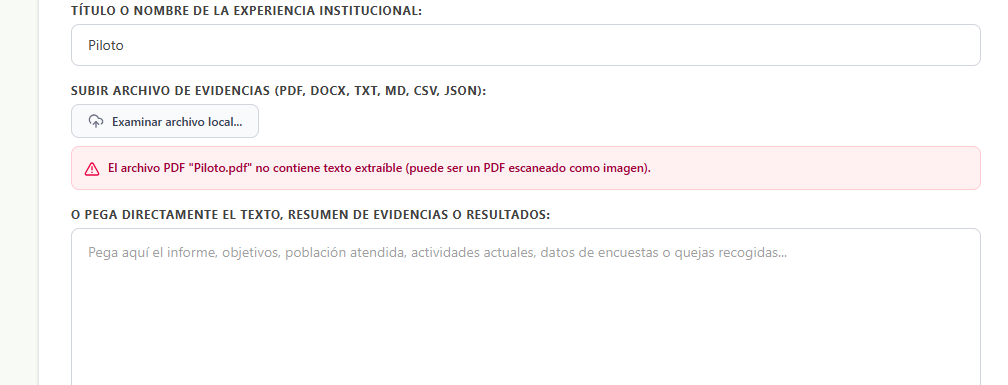 TÍTULO O NOMBRE DE LA EXPERIENCIA INSTITUCIONAL:
Piloto
SUBIR ARCHIVO DE EVIDENCIAS (PDF, DOCX, TXT, MD, CSV, JSON):
Examinar archivo local...
El archivo PDF "Piloto.pdf" no contiene texto extraíble (puede ser un PDF escaneado como imagen).
O PEGA DIRECTAMENTE EL TEXTO, RESUMEN DE EVIDENCIAS O RESULTADOS:
Pega aquí el informe, objetivos, población atendida, actividades actuales, datos de encuestas o quejas recogidas...